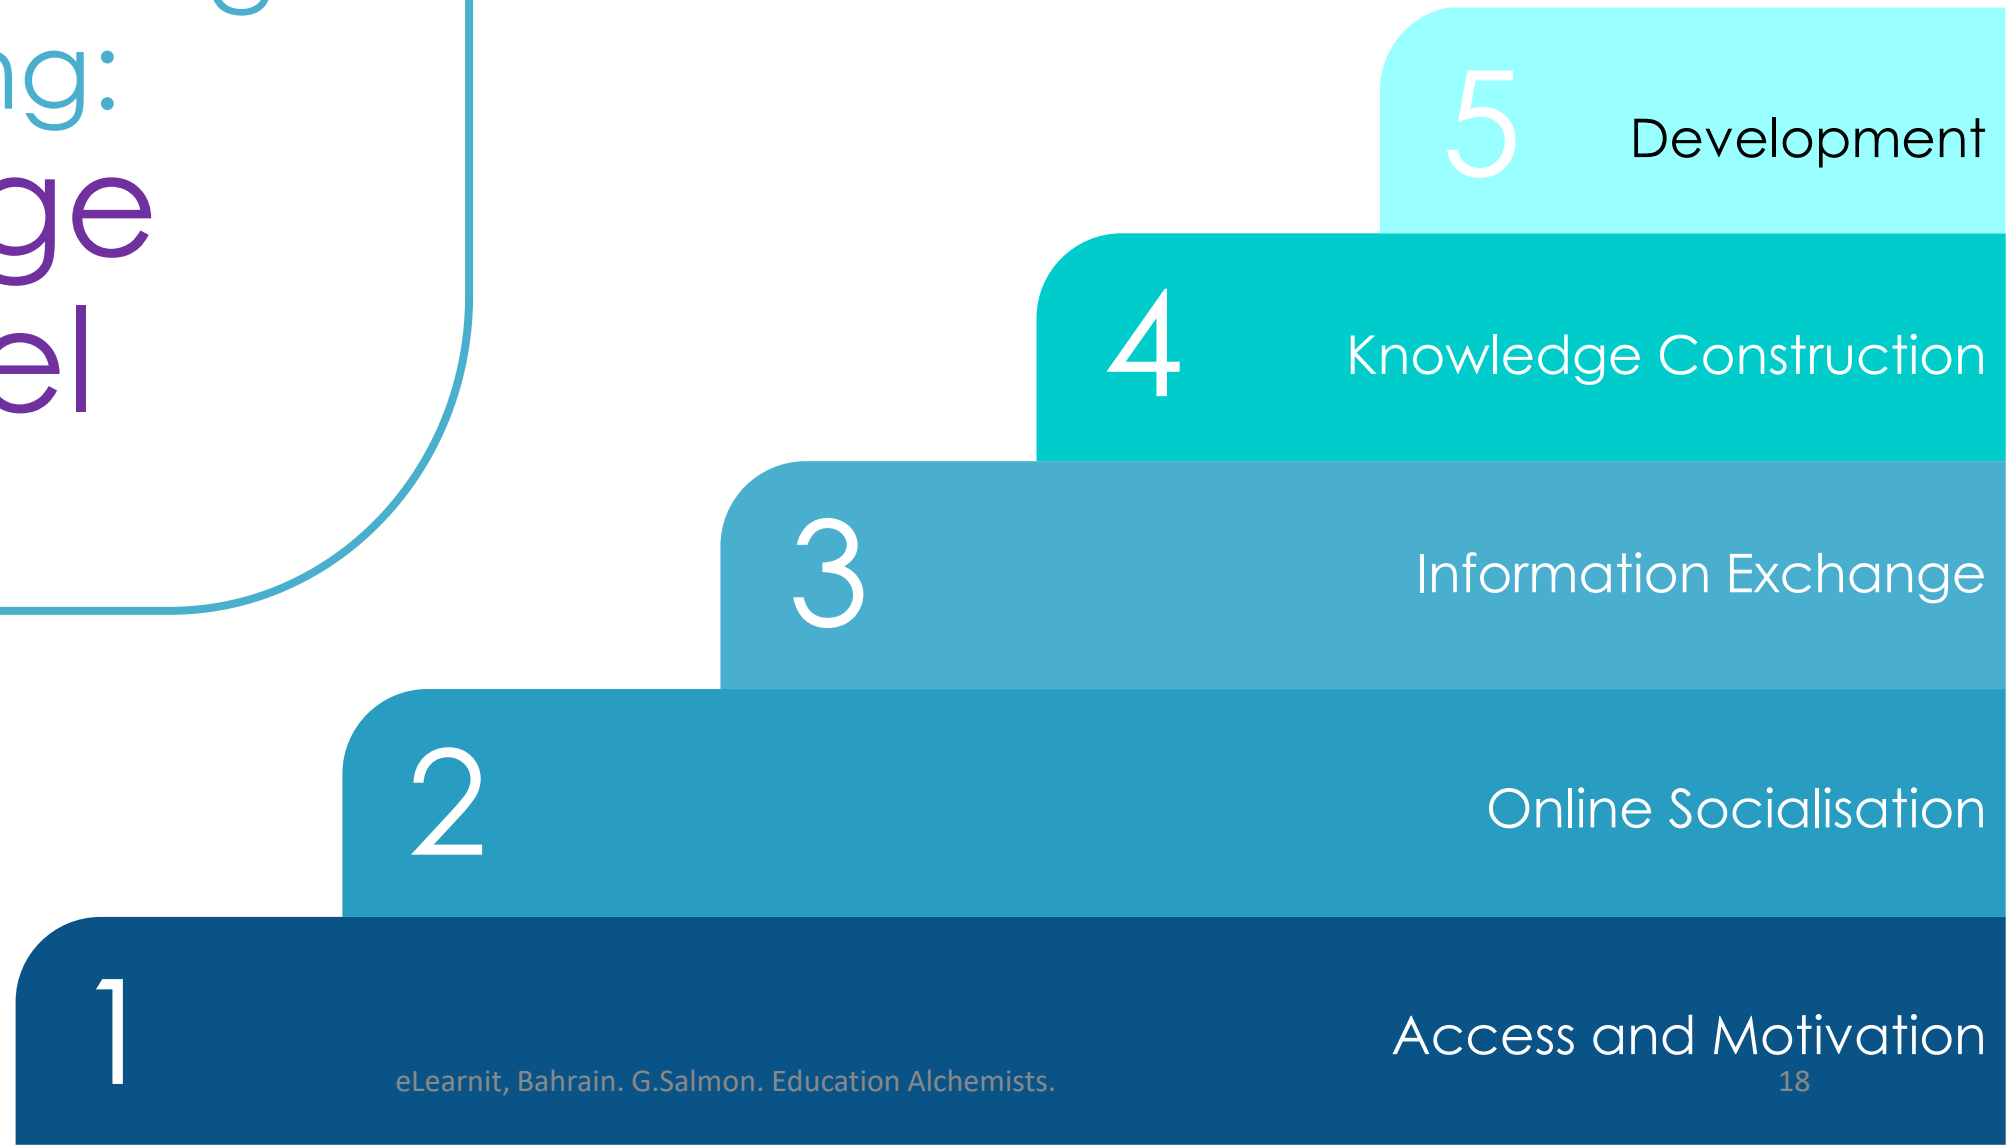 ng:
ge
el
5 Development
4 Knowledge Construction
3 Information Exchange
2 Online Socialisation
1 Access and Motivation
eLearnit, Bahrain. G.Salmon. Education Alchemists. 18